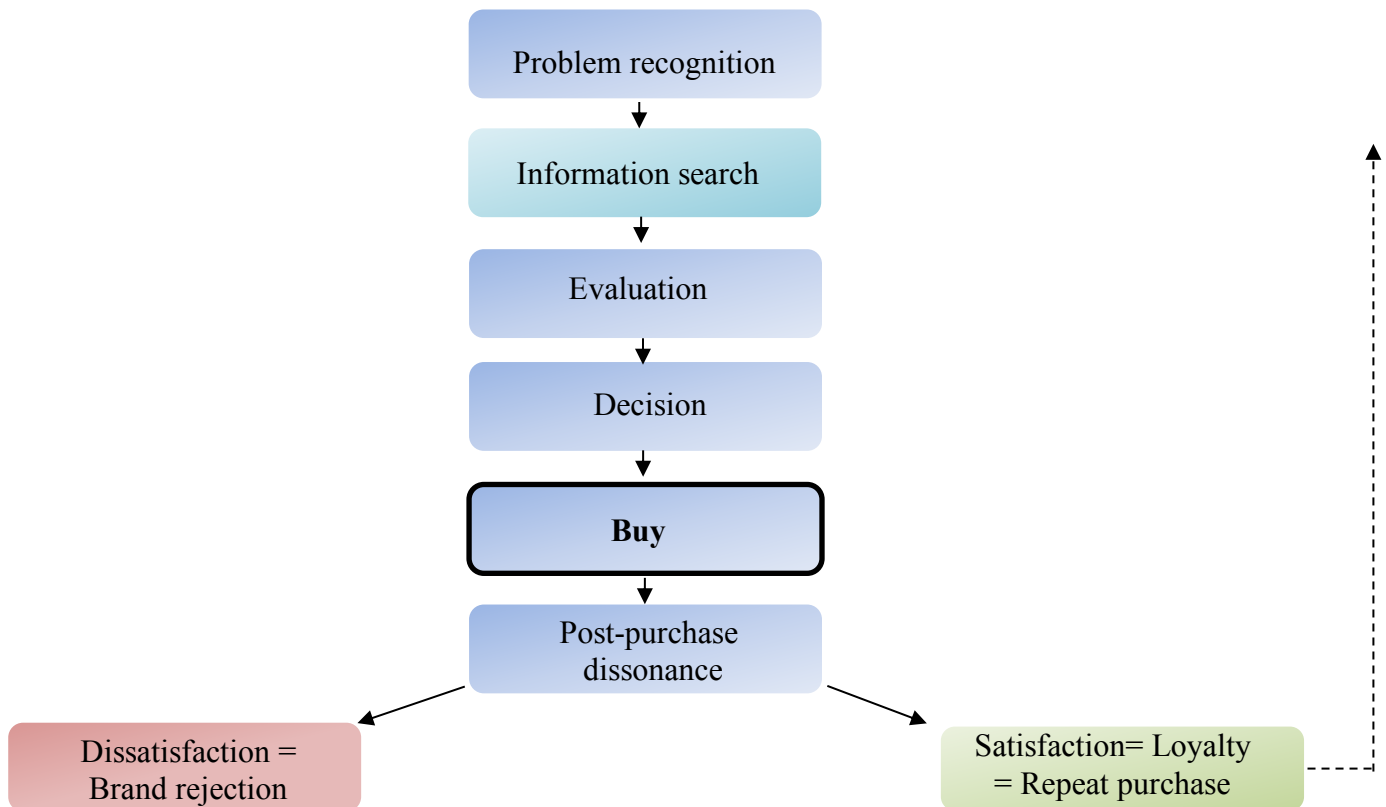 Problem recognition
Information search
Evaluation
Decision
Buy
Post-purchase
dissonance
Dissatisfaction =
Brand rejection
Satisfaction= Loyalty
= Repeat purchase